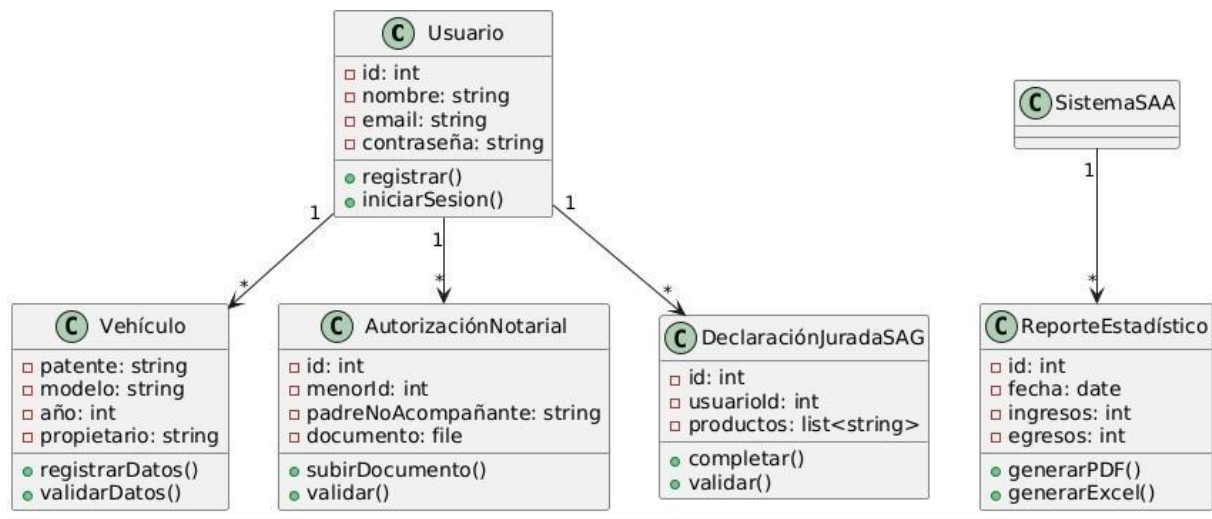 C Usuario
id: int
nombre: string
email: string
contraseña: string
registrar()
iniciarSesion()
C SistemaSAA
1
1
1
1
*
*
*
*
C Vehículo
patente: string
modelo: string
año: int
propietario: string
registrarDatos()
validarDatos()
C AutorizaciónNotarial
id: int
menorId: int
padreNoAcompañante: string
documento: file
subirDocumento()
validar()
C DeclaraciónJuradaSAG
id: int
usuarioId: int
productos: list<string>
completar()
validar()
C ReporteEstadístico
id: int
fecha: date
ingresos: int
egresos: int
generarPDF()
generarExcel()